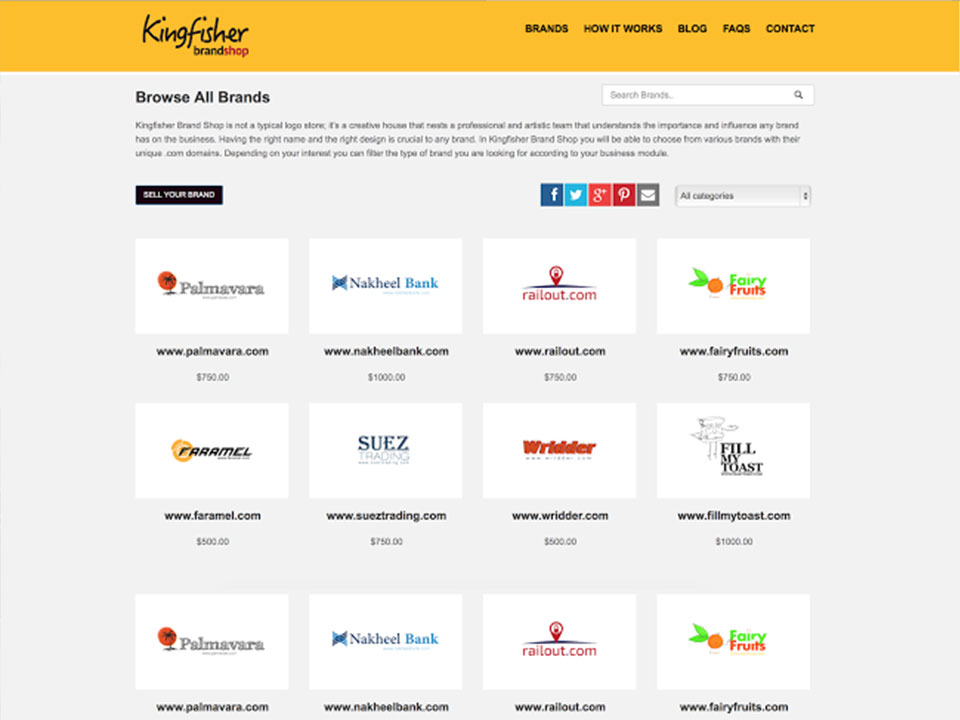 Kingfisher
brandshop
BRANDS HOW IT WORKS BLOG FAQS CONTACT
Browse All Brands
Search Brands..
Kingfisher Brand Shop is not a typical logo store; it's a creative house that nests a professional and artistic team that understands the importance and influence any brand
has on the business. Having the right name and the right design is crucial to any brand. In Kingfisher Brand Shop you will be able to choose from various brands with their
unique .com domains. Depending on your interest you can filter the type of brand you are looking for according to your business module.
SELL YOUR BRAND
All categories
Palmavara
Nakheel Bank
railout.com
Fairy
Fruits
www.palmavara.com www.nakheelbank.com www.railout.com www.fairyfruits.com
$750.00 $1000.00 $750.00 $750.00
FARAMEL
SUEZ
TRADING
Wridder
www.wridder.com
FILL
MY
TOAST
www.faramel.com www.sueztrading.com www.wridder.com www.fillmytoast.com
$500.00 $750.00 $500.00 $1000.00
Palmavara
Nakheel Bank
railout.com
Fairy
Fruits
www.palmavara.com www.nakheelbank.com www.railout.com www.fairyfruits.com